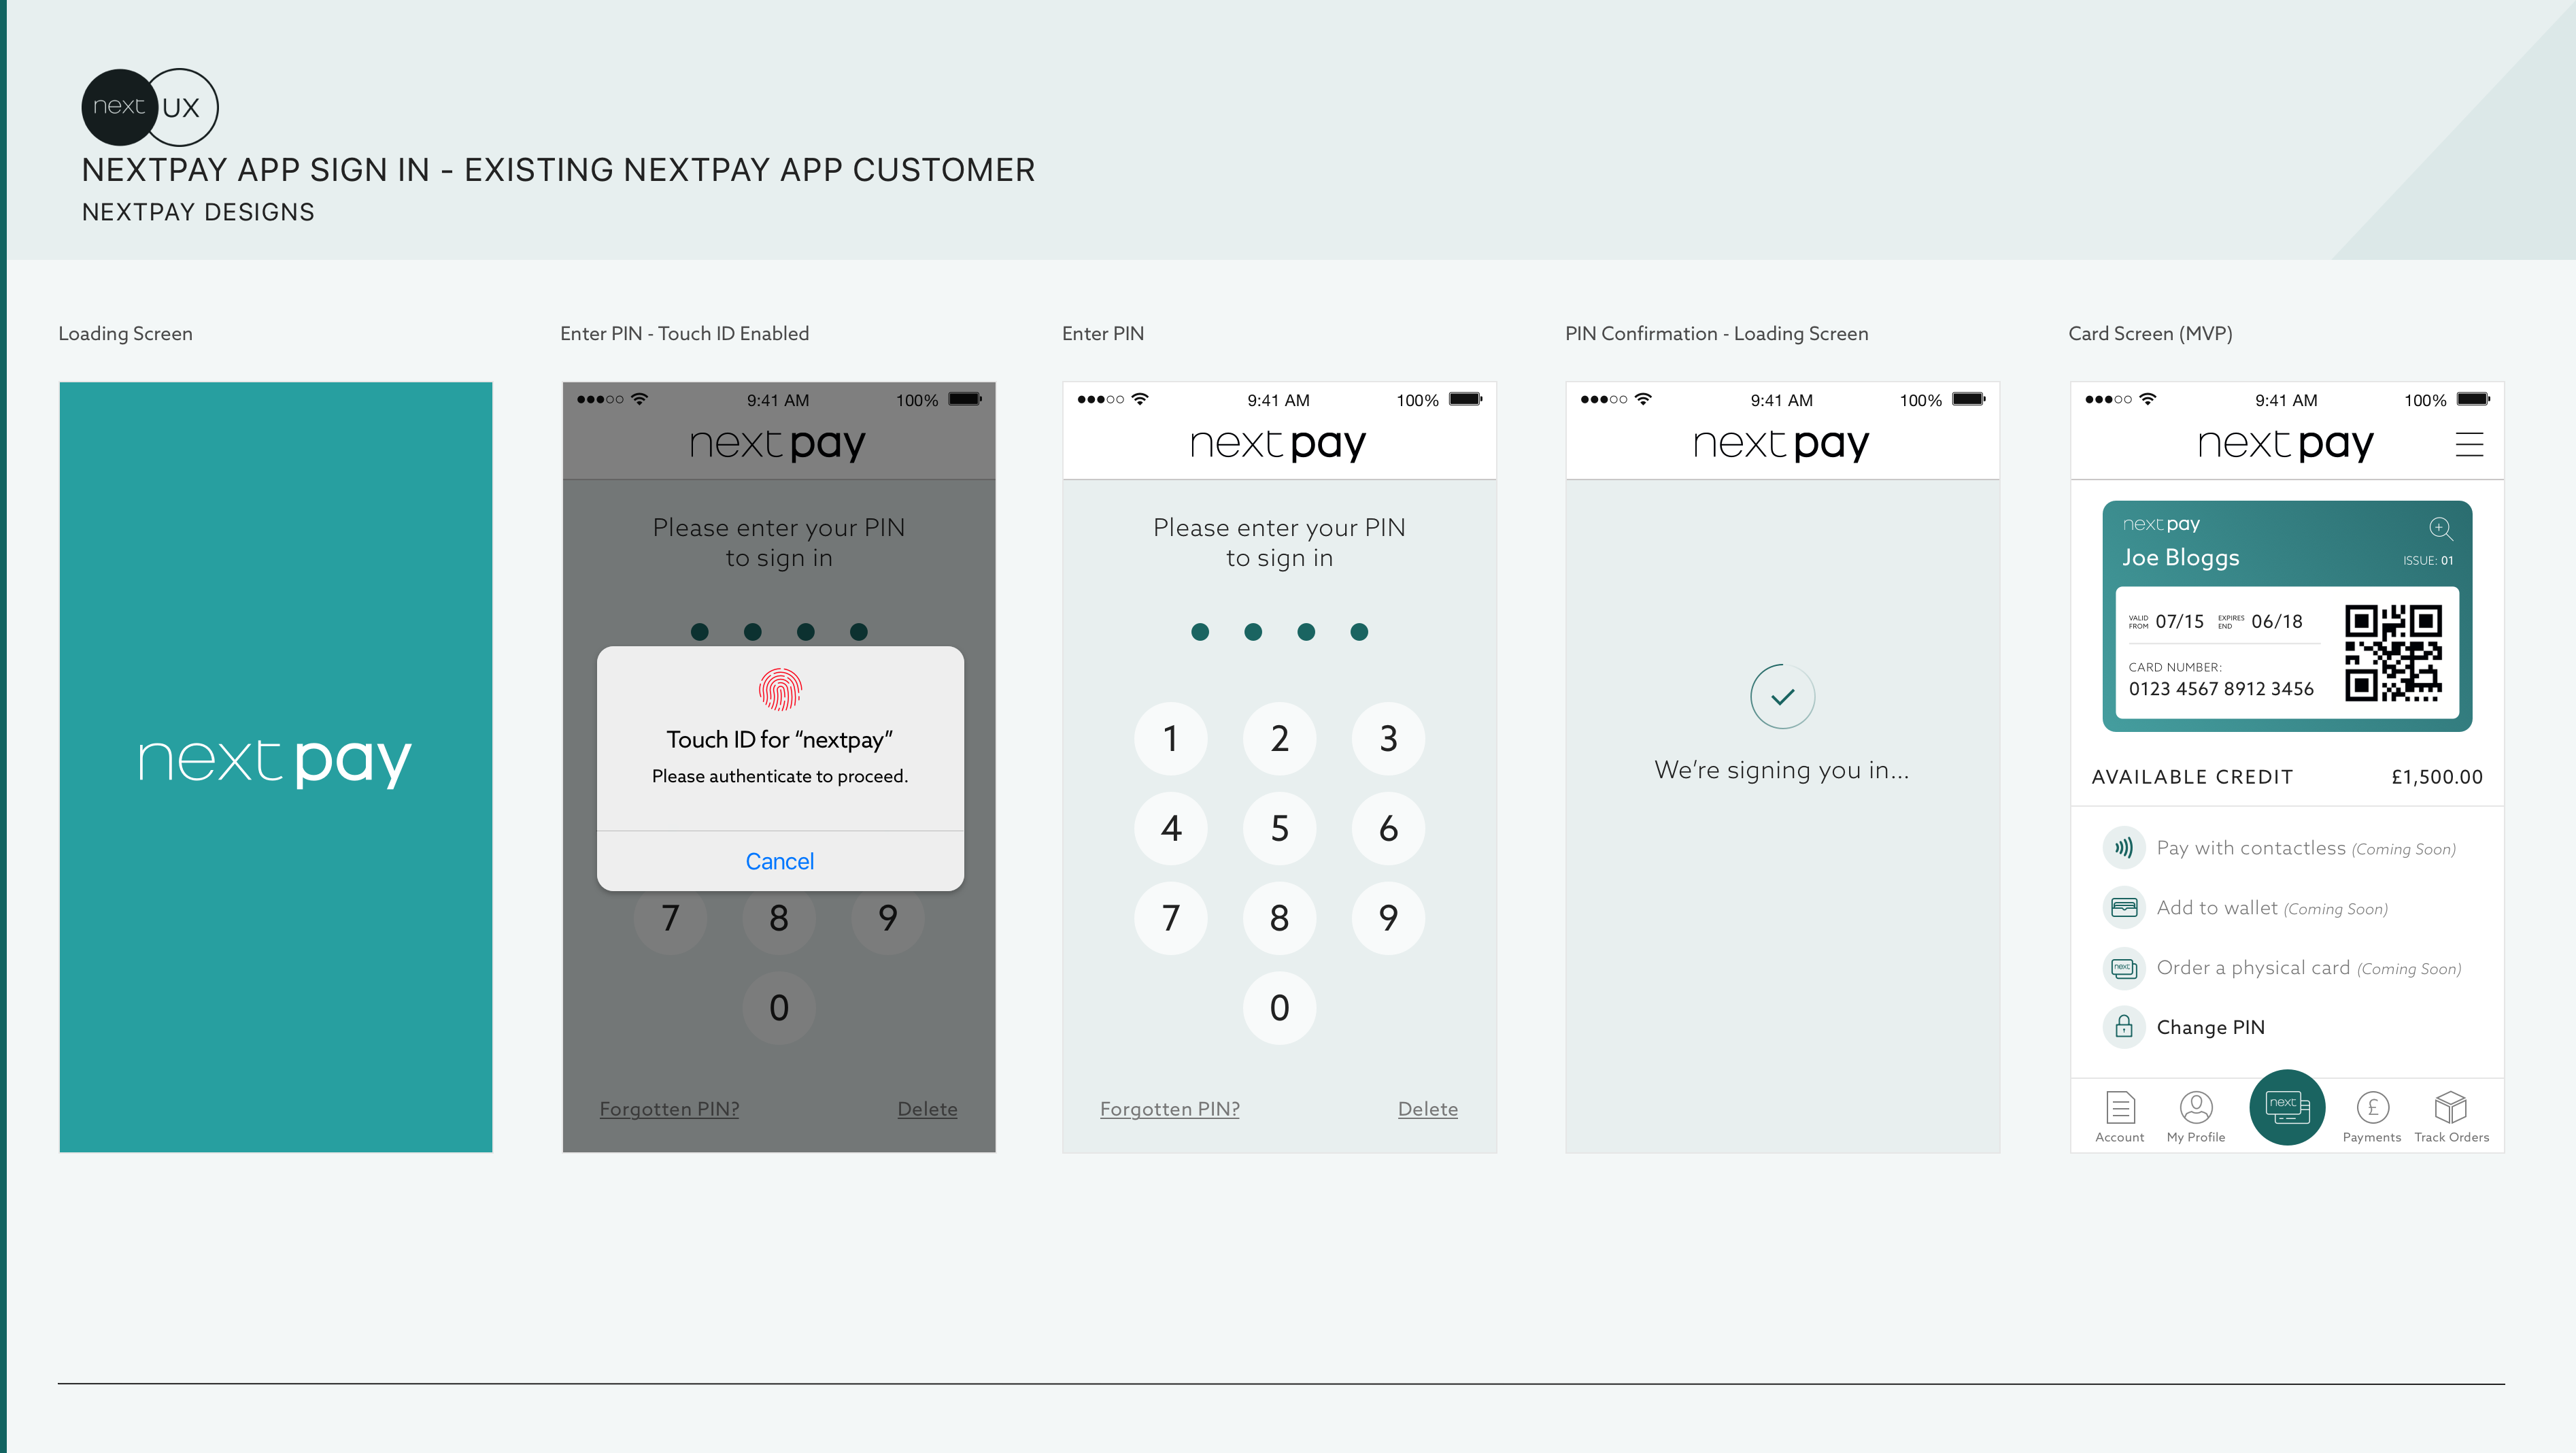 next UX
NEXTPAY APP SIGN IN - EXISTING NEXTPAY APP CUSTOMER
NEXTPAY DESIGNS
Loading Screen
next pay
Enter PIN - Touch ID Enabled
9:41 AM 100%
next pay
Please enter your PIN
to sign in
Touch ID for “nextpay”
Please authenticate to proceed.
Cancel
7 8 9
0
Forgotten PIN? Delete
Enter PIN
9:41 AM 100%
next pay
Please enter your PIN
to sign in
1 2 3
4 5 6
7 8 9
0
Forgotten PIN? Delete
PIN Confirmation - Loading Screen
9:41 AM 100%
next pay
We’re signing you in...
Card Screen (MVP)
9:41 AM 100%
next pay
next pay
Joe Bloggs
ISSUE: 01
VALID FROM 07/15 EXPIRES END 06/18
CARD NUMBER:
0123 4567 8912 3456
AVAILABLE CREDIT £1,500.00
Pay with contactless (Coming Soon)
Add to wallet (Coming Soon)
next
Order a physical card (Coming Soon)
Change PIN
next
£
Account My Profile Payments Track Orders